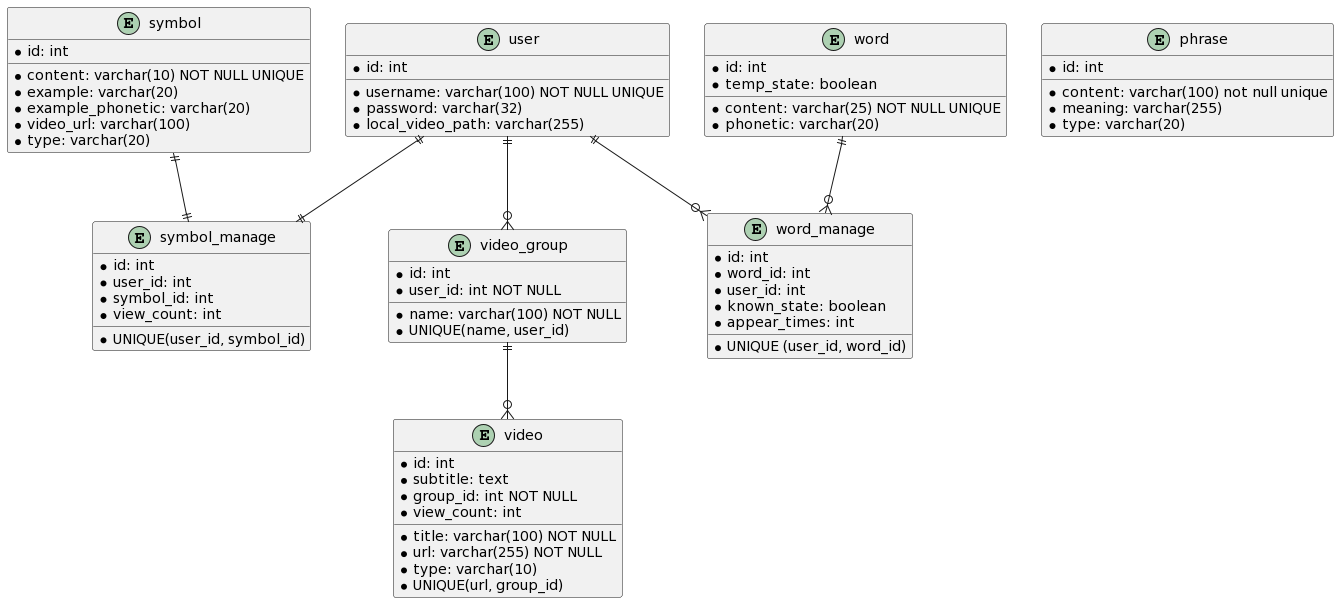 E symbol
id: int
content: varchar(10) NOT NULL UNIQUE
example: varchar(20)
example_phonetic: varchar(20)
video_url: varchar(100)
type: varchar(20)
E user
id: int
username: varchar(100) NOT NULL UNIQUE
password: varchar(32)
local_video_path: varchar(255)
E word
id: int
temp_state: boolean
content: varchar(25) NOT NULL UNIQUE
phonetic: varchar(20)
E phrase
id: int
content: varchar(100) not null unique
meaning: varchar(255)
type: varchar(20)
E symbol_manage
id: int
user_id: int
symbol_id: int
view_count: int
UNIQUE(user_id, symbol_id)
E video_group
id: int
user_id: int NOT NULL
name: varchar(100) NOT NULL
UNIQUE(name, user_id)
E word_manage
id: int
word_id: int
user_id: int
known_state: boolean
appear_times: int
UNIQUE (user_id, word_id)
E video
id: int
subtitle: text
group_id: int NOT NULL
view_count: int
title: varchar(100) NOT NULL
url: varchar(255) NOT NULL
type: varchar(10)
UNIQUE(url, group_id)